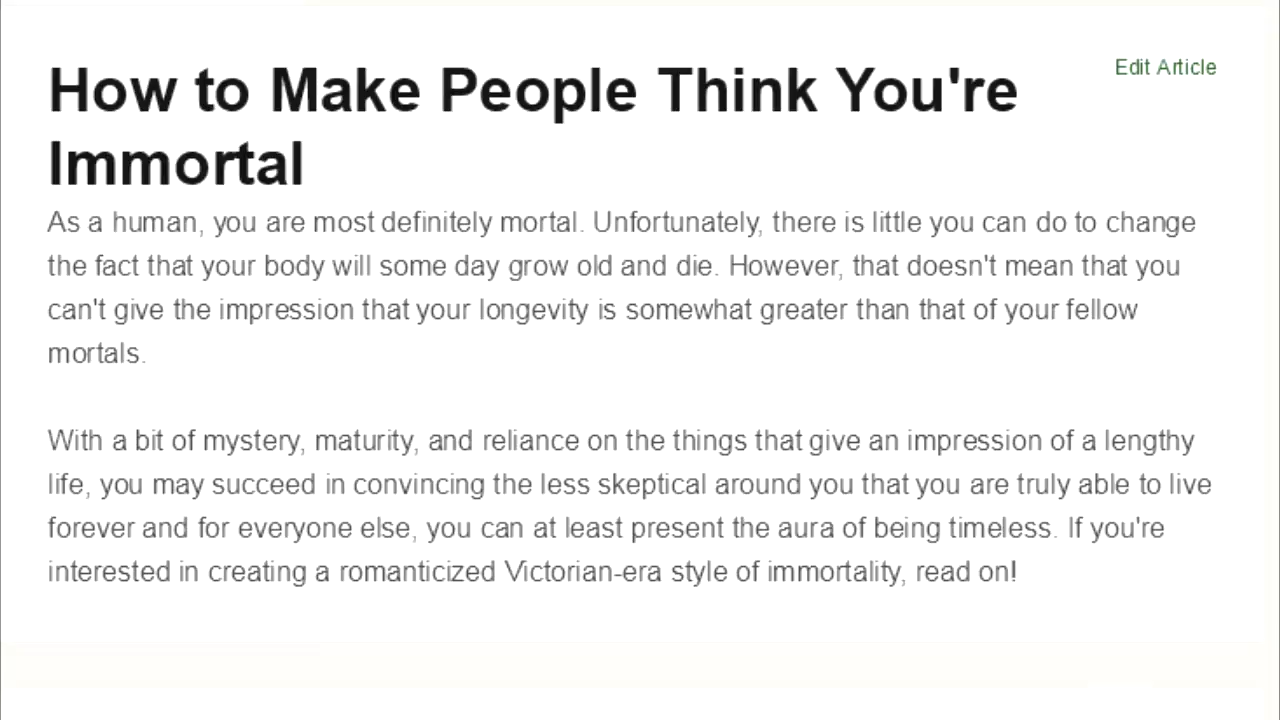 How to Make People Think You're
Edit Article
Immortal
As a human, you are most definitely mortal. Unfortunately, there is little you can do to change
the fact that your body will some day grow old and die. However, that doesn't mean that you
can't give the impression that your longevity is somewhat greater than that of your fellow
mortals.
With a bit of mystery, maturity, and reliance on the things that give an impression of a lengthy
life, you may succeed in convincing the less skeptical around you that you are truly able to live
forever and for everyone else, you can at least present the aura of being timeless. If you're
interested in creating a romanticized Victorian-era style of immortality, read on!